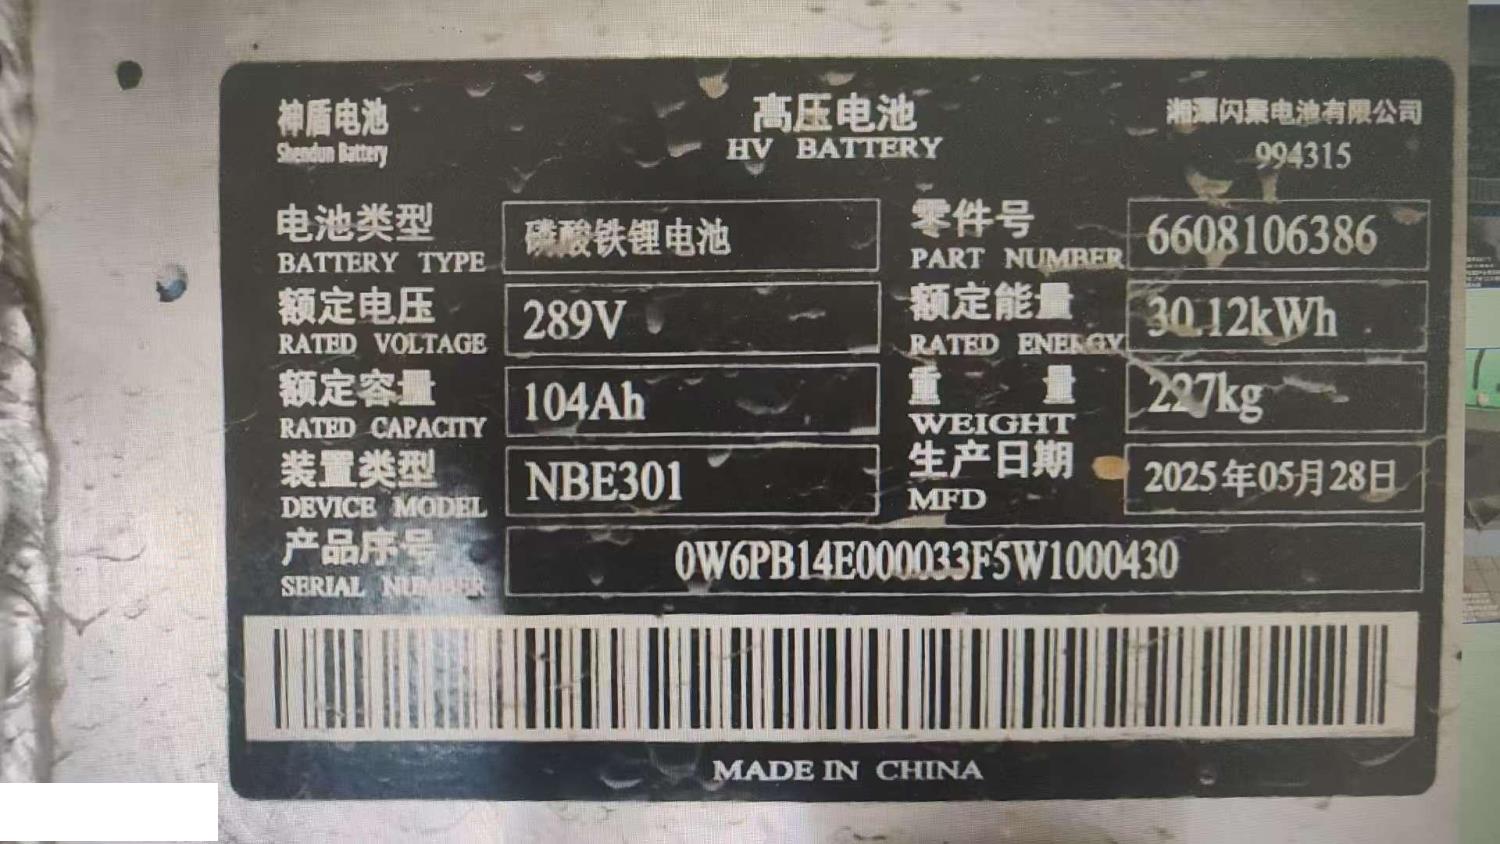 神盾电池
Shendun Battery
高压电池
HV BATTERY
湘潭闪聚电池有限公司
994315
电池类型
BATTERY TYPE
磷酸铁锂电池
零件号
PART NUMBER
6608106386
额定电压
RATED VOLTAGE
289V
额定能量
RATED ENERGY
30.12kWh
额定容量
RATED CAPACITY
104Ah
重量
WEIGHT
227kg
装置类型
DEVICE MODEL
NBE301
生产日期
MFD
2025年05月28日
产品序号
SERIAL NUMBER
0W6PB14E000033F5W1000430
MADE IN CHINA